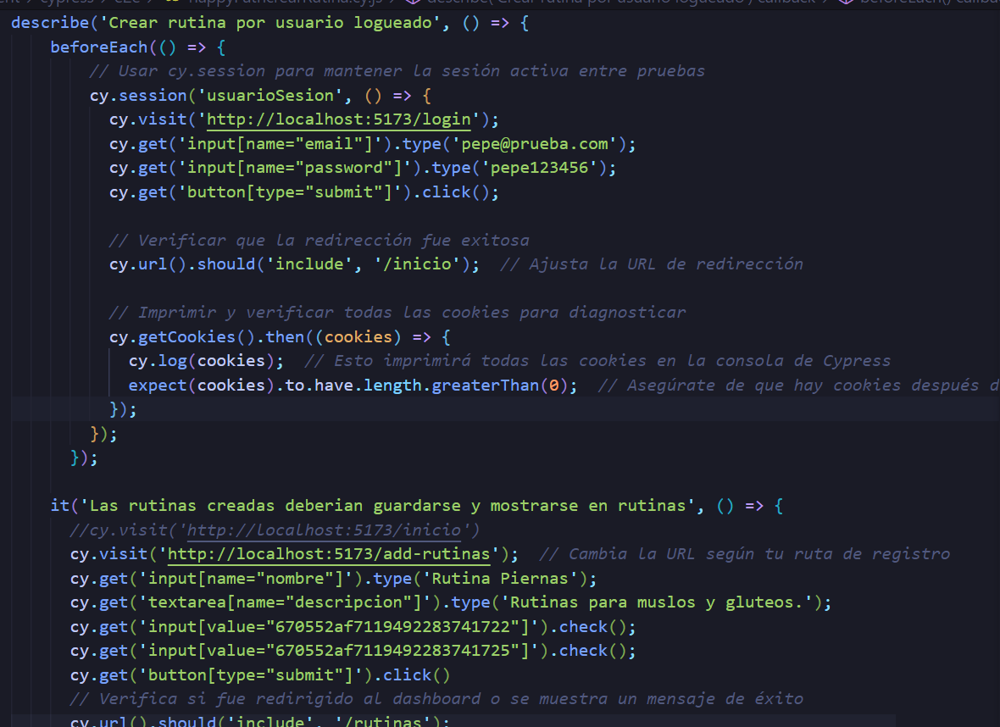 describe('Crear rutina por usuario logueado', () => {
beforeEach(() => {
// Usar cy.session para mantener la sesión activa entre pruebas
cy.session('usuarioSesion', () => {
cy.visit('http://localhost:5173/login');
cy.get('input[name="email"]').type('pepe@prueba.com');
cy.get('input[name="password"]').type('pepe123456');
cy.get('button[type="submit"]').click();
// Verificar que la redirección fue exitosa
cy.url().should('include', '/inicio');  // Ajusta la URL de redirección
// Imprimir y verificar todas las cookies para diagnosticar
cy.getCookies().then((cookies) => {
cy.log(cookies);  // Esto imprimirá todas las cookies en la consola de Cypress
expect(cookies).to.have.length.greaterThan(0);  // Asegúrate de que hay cookies después
});
});
});
it('Las rutinas creadas deberian guardarse y mostrarse en rutinas', () => {
//cy.visit('http://localhost:5173/inicio')
cy.visit('http://localhost:5173/add-rutinas');  // Cambia la URL según tu ruta de registro
cy.get('input[name="nombre"]').type('Rutina Piernas');
cy.get('textarea[name="descripcion"]').type('Rutinas para muslos y gluteos.');
cy.get('input[value="670552af7119492283741722"]').check();
cy.get('input[value="670552af7119492283741725"]').check();
cy.get('button[type="submit"]').click()
// Verifica si fue redirigido al dashboard o se muestra un mensaje de éxito
cy.url().should('include', '/rutinas');